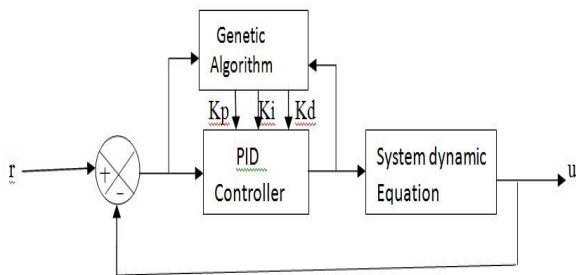 Genetic
Algorithm
Kp Ki Kd
r
+
-
PID
Controller
System dynamic
Equation
u